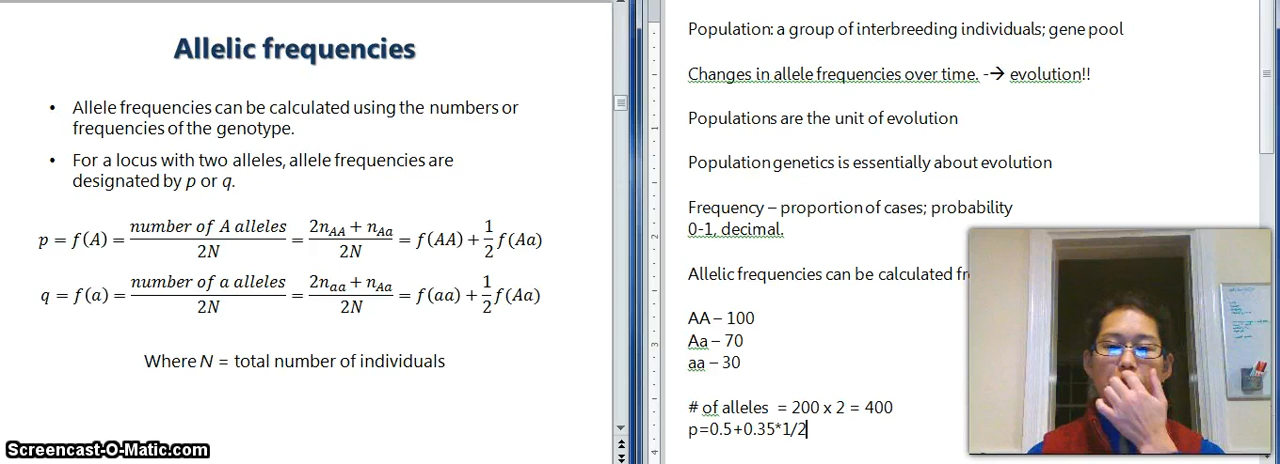 Allelic frequencies
• Allele frequencies can be calculated using the numbers or
frequencies of the genotype.
• For a locus with two alleles, allele frequencies are
designated by p or q.
p = f(A) = number of A alleles / 2N = (2n_AA + n_Aa) / 2N = f(AA) + 1/2 f(Aa)
q = f(a) = number of a alleles / 2N = (2n_aa + n_Aa) / 2N = f(aa) + 1/2 f(Aa)
Where N = total number of individuals
Screencast-O-Matic.com
Population: a group of interbreeding individuals; gene pool
Changes in allele frequencies over time. -→ evolution!!
Populations are the unit of evolution
Population genetics is essentially about evolution
Frequency – proportion of cases; probability
0-1, decimal.
Allelic frequencies can be calculated
AA – 100
Aa – 70
aa – 30
# of alleles = 200 x 2 = 400
p=0.5+0.35*1/2
1
2
3
4